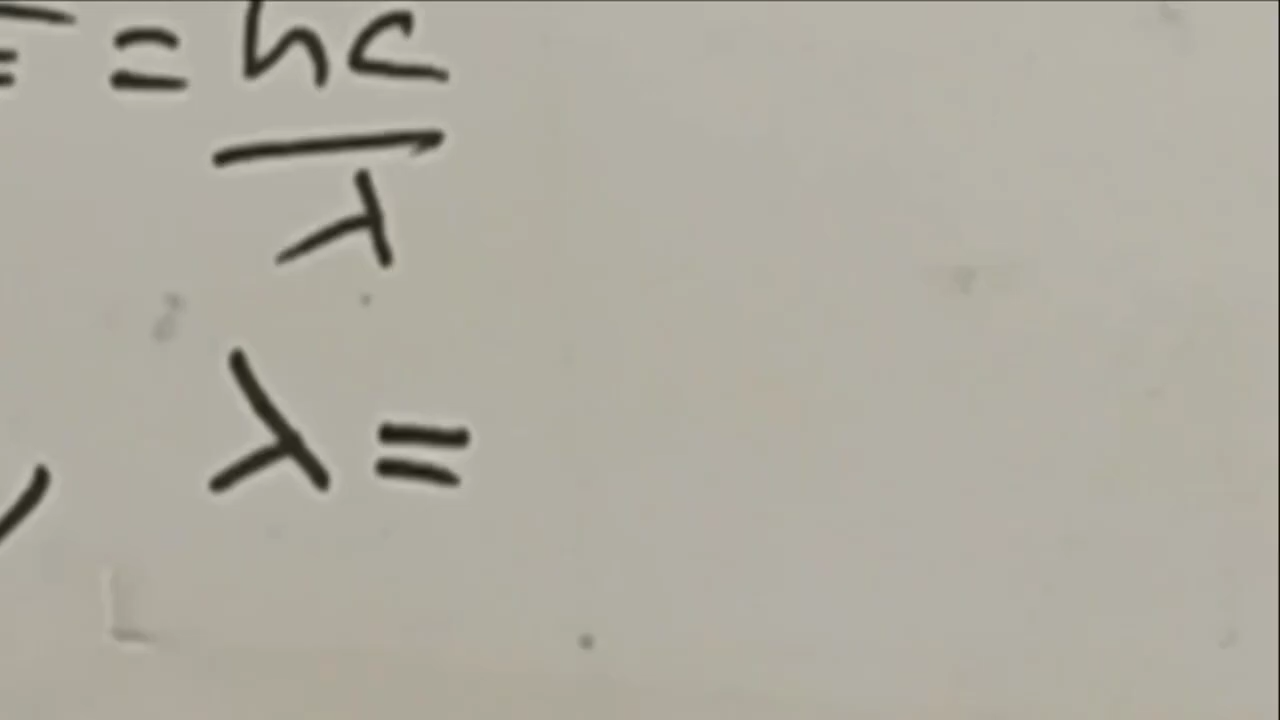 = hc
λ
λ =